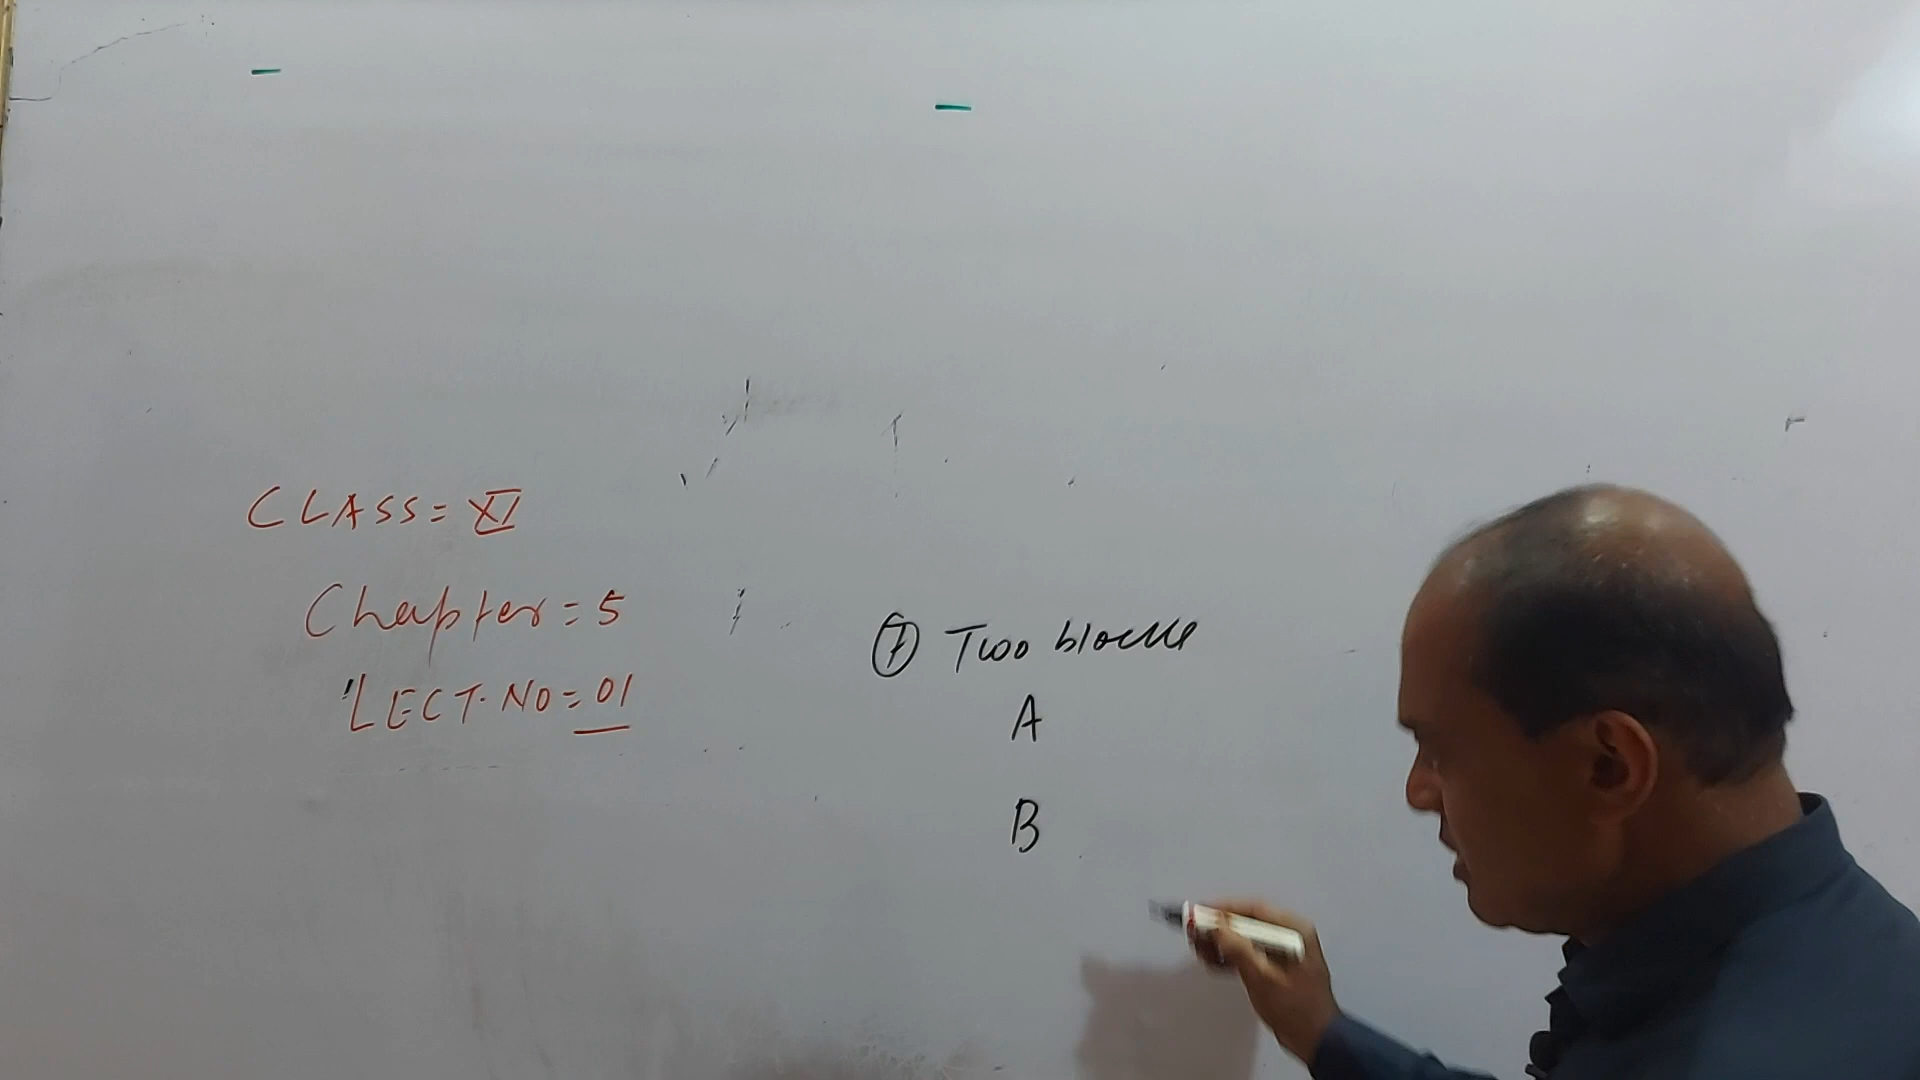 CLASS = XI
Chapter = 5
LECT. NO = 01
Two blocks
A
B